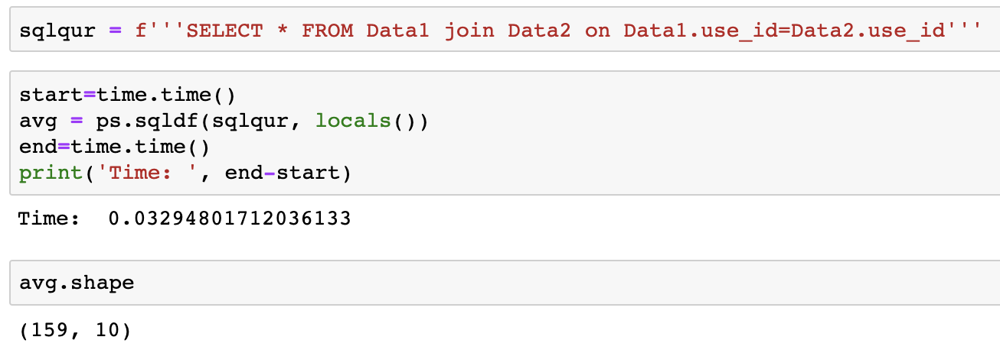 sqlqur = f'''SELECT * FROM Data1 join Data2 on Data1.use_id=Data2.use_id'''
start=time.time()
avg = ps.sqldf(sqlqur, locals())
end=time.time()
print('Time: ', end-start)
Time:  0.03294801712036133
avg.shape
(159, 10)